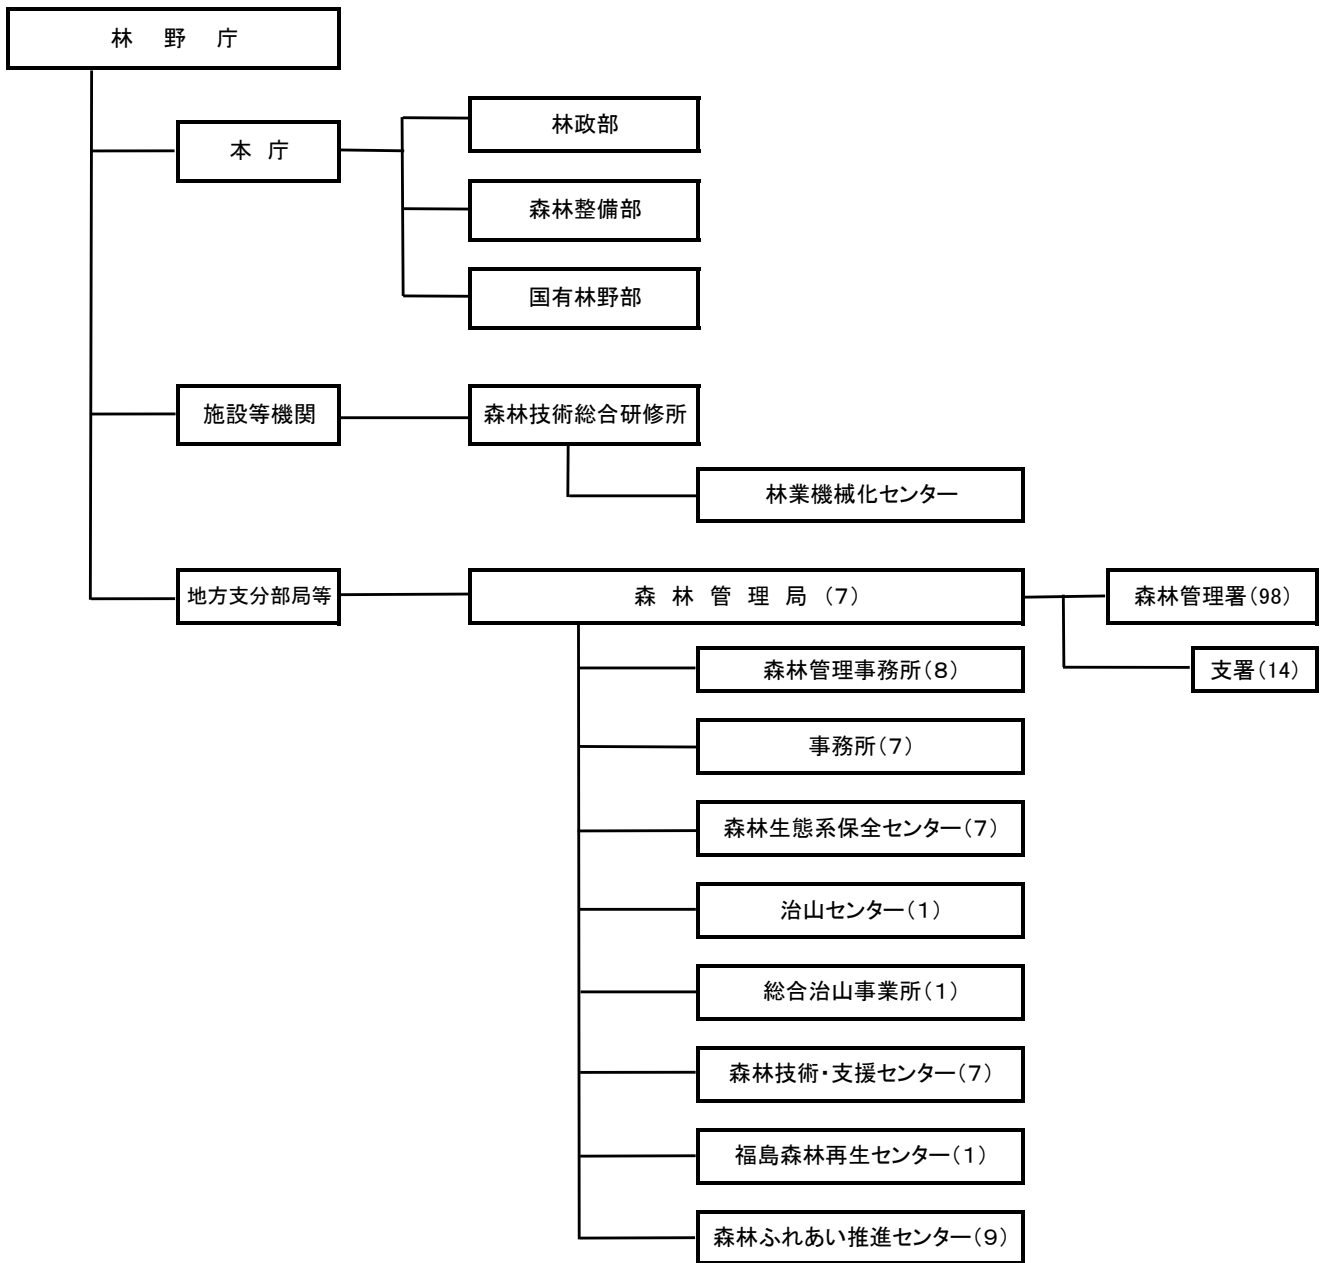 林 野 庁
本 庁
林政部
森林整備部
国有林野部
施設等機関
森林技術総合研修所
林業機械化センター
地方支分部局等
森 林 管 理 局 (7)
森林管理署(98)
支署(14)
森林管理事務所(8)
事務所(7)
森林生態系保全センター(7)
治山センター(1)
総合治山事業所(1)
森林技術・支援センター(7)
福島森林再生センター(1)
森林ふれあい推進センター(9)